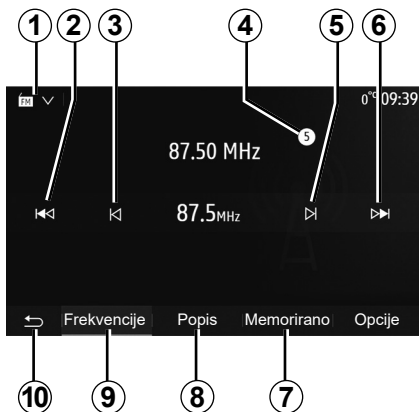 1 2 3 4 5 6
FM 0°C 09:39
5
87.50 MHz
87.5MHz
Frekvencije Popis Memorirano Opcije
10 9 8 7